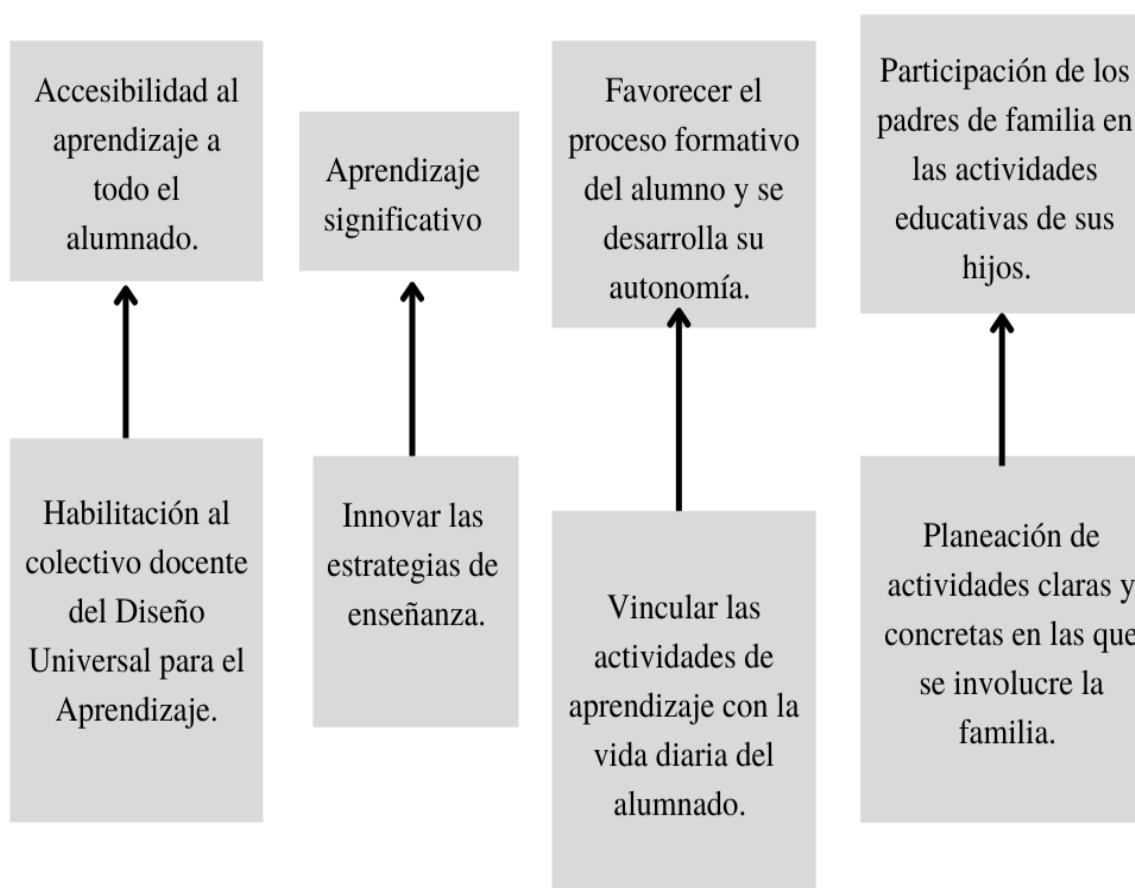 Accesibilidad al
aprendizaje a
todo el
alumnado.
Aprendizaje
significativo
Favorecer el
proceso formativo
del alumno y se
desarrolla su
autonomía.
Participación de los
padres de familia en
las actividades
educativas de sus
hijos.
Habilitación al
colectivo docente
del Diseño
Universal para el
Aprendizaje.
Innovar las
estrategias de
enseñanza.
Vincular las
actividades de
aprendizaje con la
vida diaria del
alumnado.
Planeación de
actividades claras y
concretas en las que
se involucre la
familia.